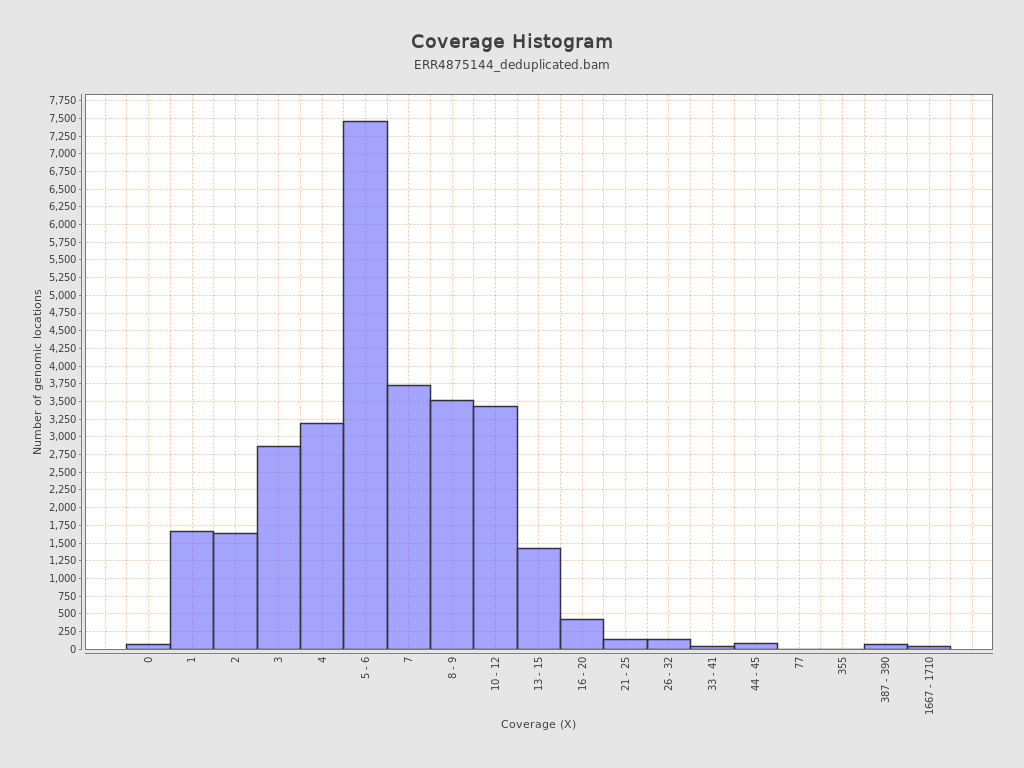 Coverage Histogram
ERR4875144_deduplicated.bam
Number of genomic locations
7,750
7,500
7,250
7,000
6,750
6,500
6,250
6,000
5,750
5,500
5,250
5,000
4,750
4,500
4,250
4,000
3,750
3,500
3,250
3,000
2,750
2,500
2,250
2,000
1,750
1,500
1,250
1,000
750
500
250
0
0
1
2
3
4
5 - 6
7
8 - 9
10 - 12
13 - 15
16 - 20
21 - 25
26 - 32
33 - 41
44 - 45
77
355
387 - 390
1667 - 1710
Coverage (X)